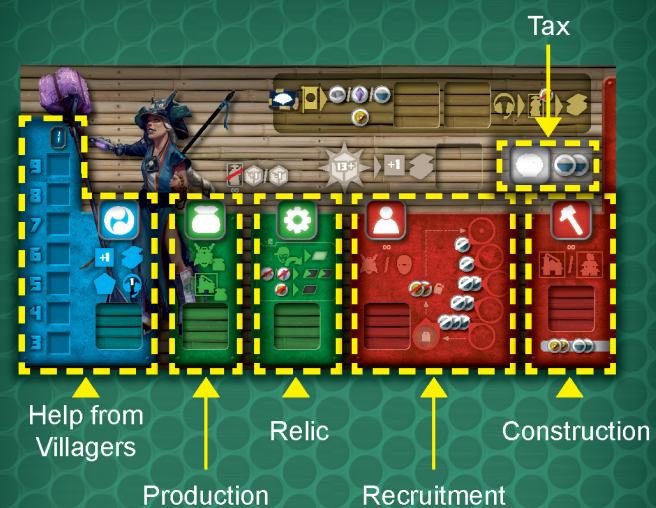 Tax
13+
+1
9
8
7
6
+1
5
4
3
Help from
Villagers
Production
Relic
Recruitment
Construction